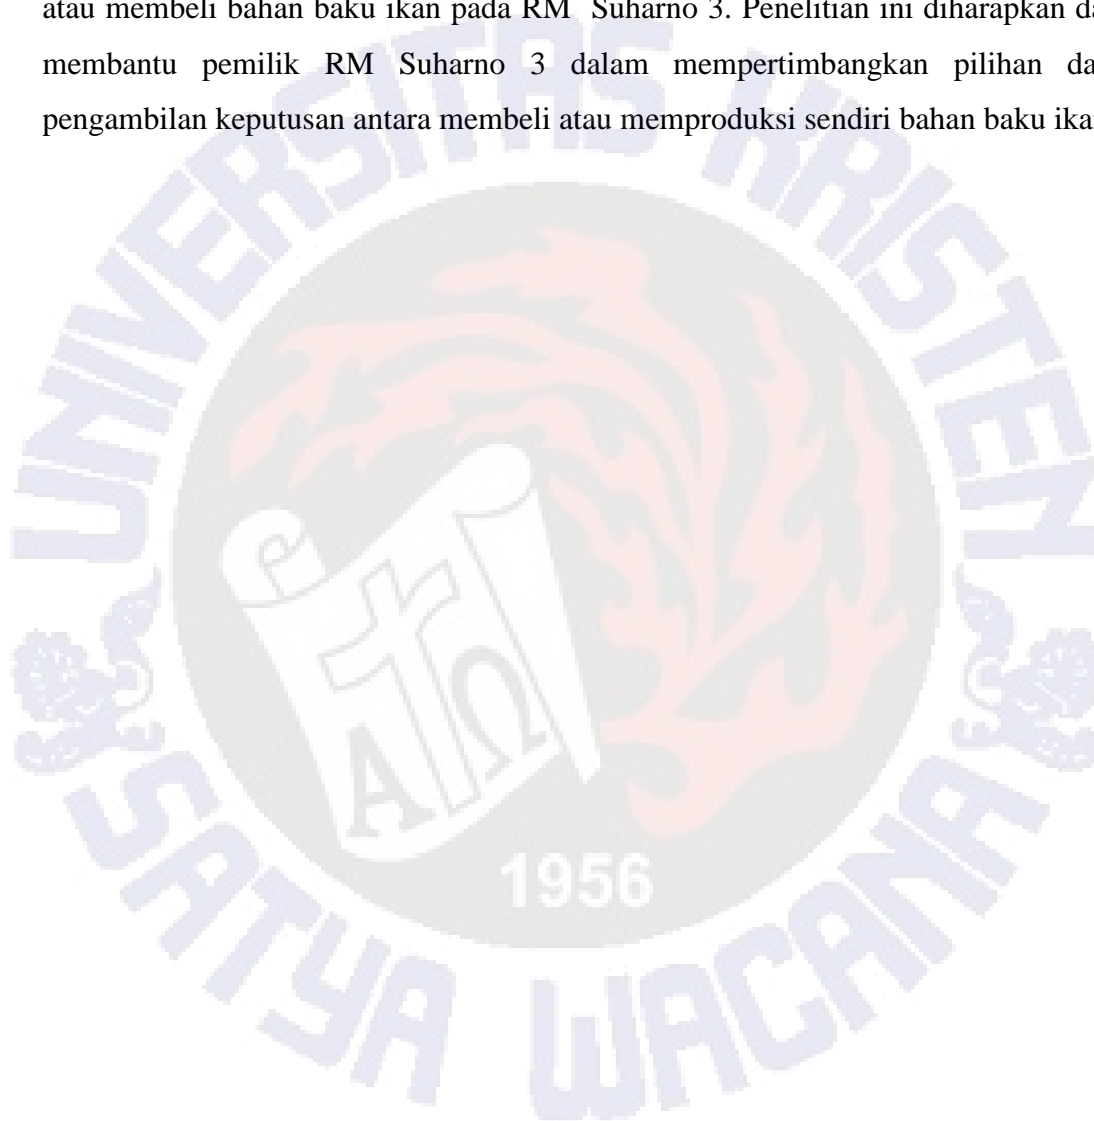 atau membeli bahan baku ikan pada RM Suharno 3. Penelitian ini diharapkan da
membantu pemilik RM Suharno 3 dalam mempertimbangkan pilihan da
pengambilan keputusan antara membeli atau memproduksi sendiri bahan baku ika
UNIVERSITAS KRISTEN
SATYA WACANA
Α Ω
1956